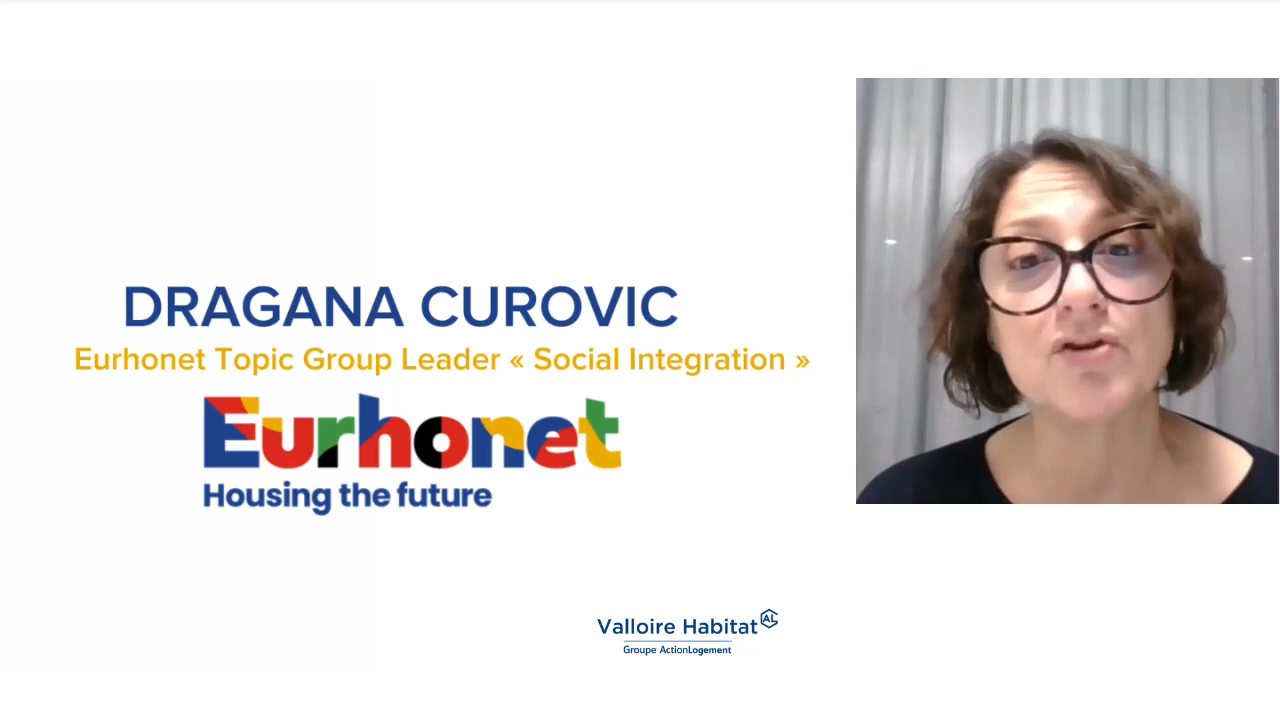 DRAGANA CUROVIC
Eurhonet Topic Group Leader « Social Integration »
Eurhonet
Housing the future
Valloire Habitat AL
Groupe ActionLogement